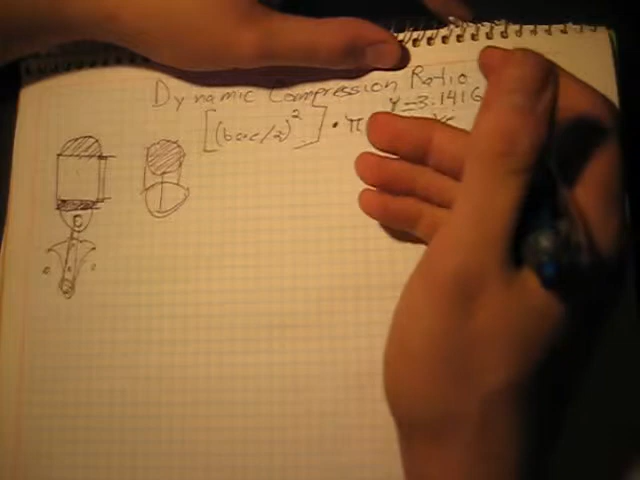 Dynamic Compression Ratio
π=3.1416
[(bore/2)²] • π